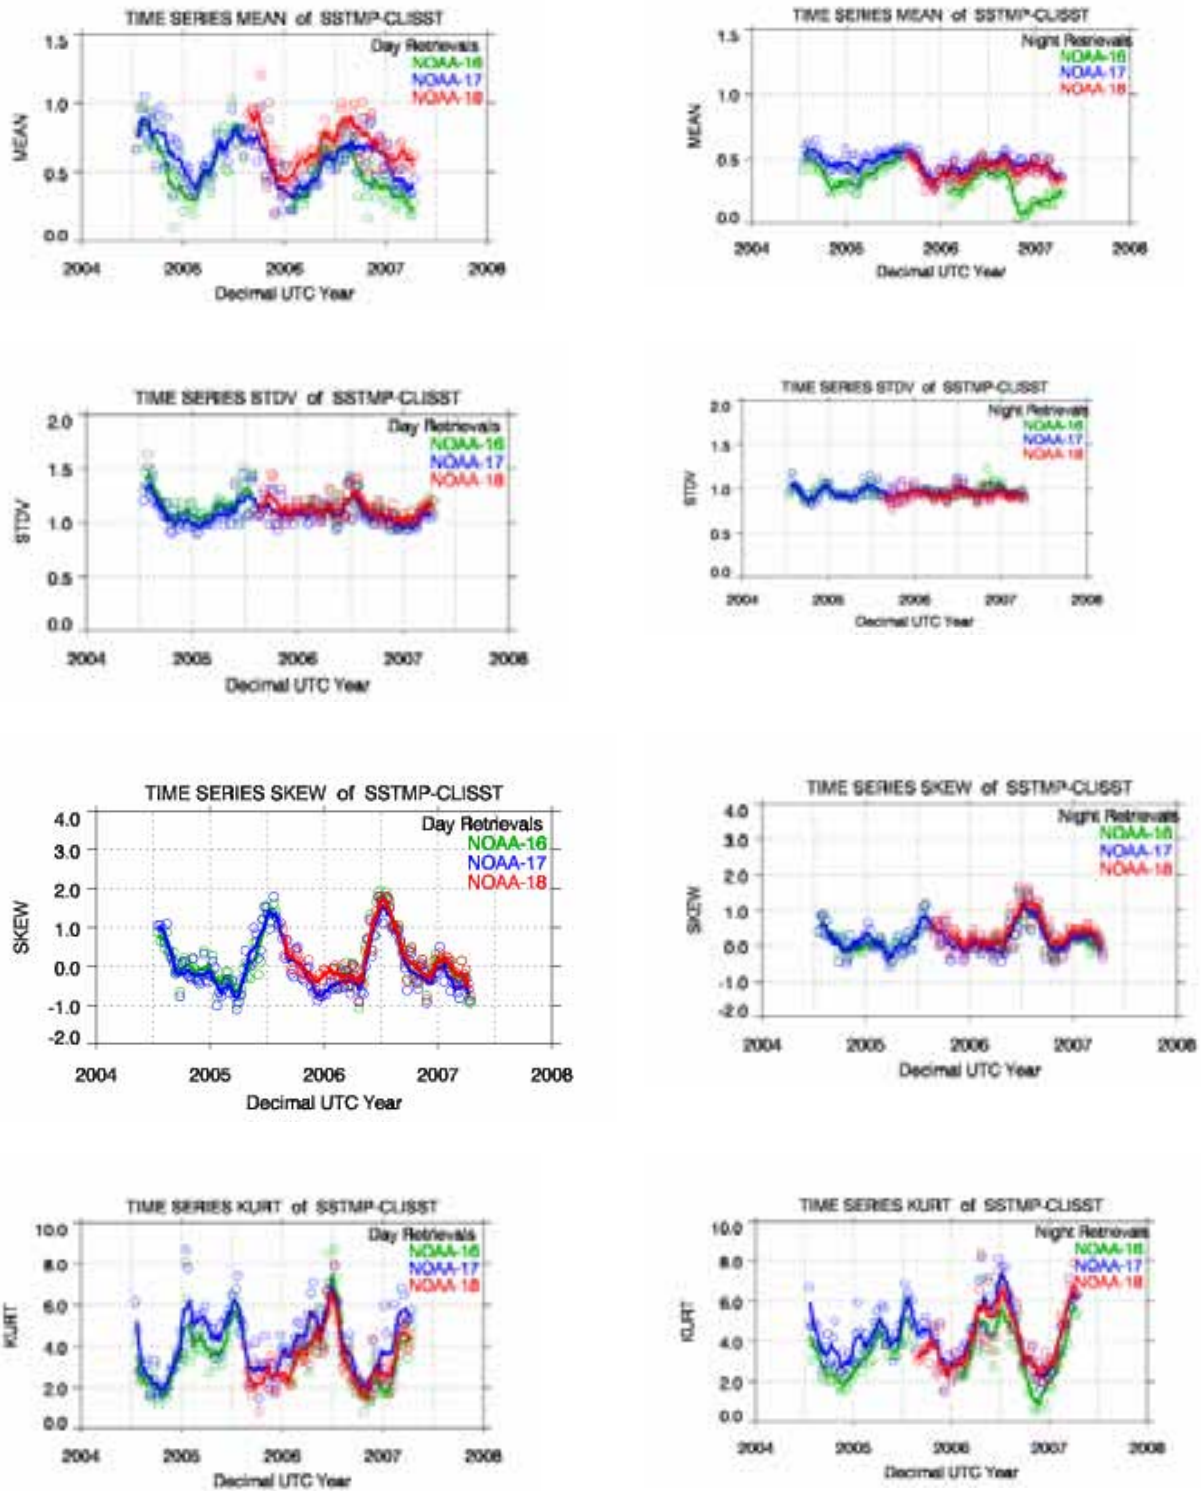 TIME SERIES MEAN of SSTMP-CLISST
1.5
Day Retrievals
NOAA-16
NOAA-17
NOAA-18
1.0
MEAN
0.5
0.0
2004 2005 2006 2007 2008
Decimal UTC Year
TIME SERIES MEAN of SSTMP-CLISST
1.5
Night Retrievals
NOAA-16
NOAA-17
NOAA-18
1.0
MEAN
0.5
0.0
2004 2005 2006 2007 2008
Decimal UTC Year
TIME SERIES STDV of SSTMP-CLISST
2.0
Day Retrievals
NOAA-16
NOAA-17
NOAA-18
1.5
1.0
STDV
0.5
0.0
2004 2005 2006 2007 2008
Decimal UTC Year
TIME SERIES STDV of SSTMP-CLISST
2.0
Night Retrievals
NOAA-16
NOAA-17
NOAA-18
1.5
1.0
STDV
0.5
0.0
2004 2005 2006 2007 2008
Decimal UTC Year
TIME SERIES SKEW of SSTMP-CLISST
4.0
Day Retrievals
NOAA-16
NOAA-17
NOAA-18
3.0
2.0
1.0
SKEW
0.0
-1.0
-2.0
2004 2005 2006 2007 2008
Decimal UTC Year
TIME SERIES SKEW of SSTMP-CLISST
4.0
Night Retrievals
NOAA-16
NOAA-17
NOAA-18
3.0
2.0
1.0
SKEW
0.0
-1.0
-2.0
2004 2005 2006 2007 2008
Decimal UTC Year
TIME SERIES KURT of SSTMP-CLISST
10.0
Day Retrievals
NOAA-16
NOAA-17
NOAA-18
8.0
6.0
KURT
4.0
2.0
0.0
2004 2005 2006 2007 2008
Decimal UTC Year
TIME SERIES KURT of SSTMP-CLISST
10.0
Night Retrievals
NOAA-16
NOAA-17
NOAA-18
8.0
6.0
KURT
4.0
2.0
0.0
2004 2005 2006 2007 2008
Decimal UTC Year